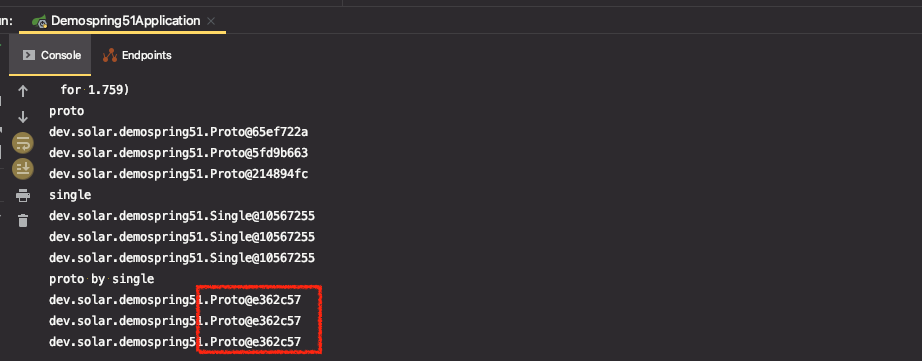 un:
Demospring51Application
Console
Endpoints
for 1.759)
proto
dev.solar.demospring51.Proto@65ef722a
dev.solar.demospring51.Proto@5fd9b663
dev.solar.demospring51.Proto@214894fc
single
dev.solar.demospring51.Single@10567255
dev.solar.demospring51.Single@10567255
dev.solar.demospring51.Single@10567255
proto by single
dev.solar.demospring51.Proto@e362c57
dev.solar.demospring51.Proto@e362c57
dev.solar.demospring51.Proto@e362c57